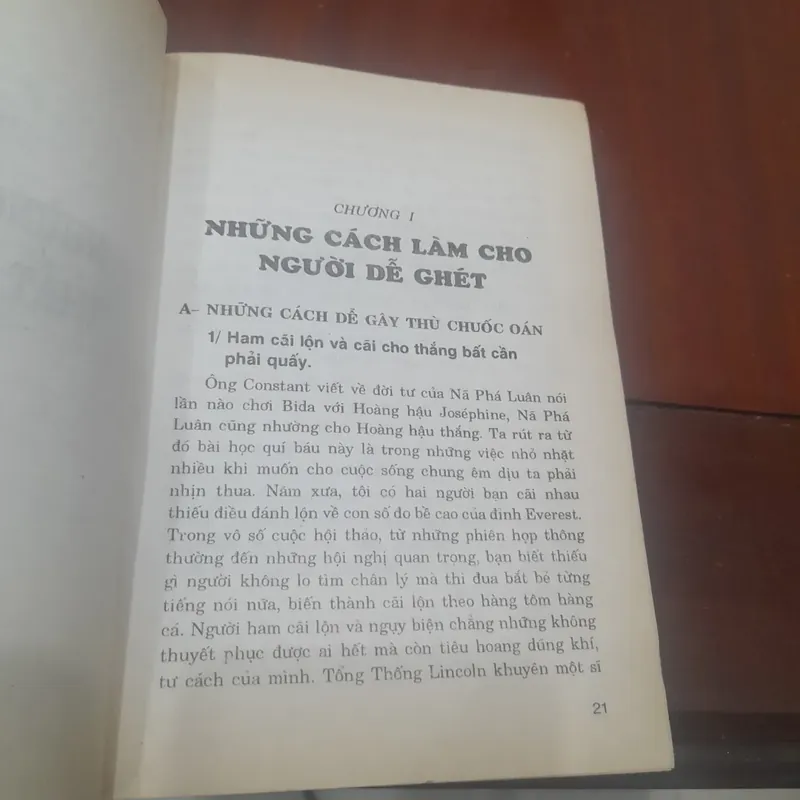 CHƯƠNG I
NHỮNG CÁCH LÀM CHO
NGƯỜI DỄ GHÉT
A– NHỮNG CÁCH DỄ GÂY THÙ CHUỐC OÁN
1/ Ham cãi lộn và cãi cho thắng bất cần
phải quấy.
Ông Constant viết về đời tư của Nã Phá Luân nói
lần nào chơi Bida với Hoàng hậu Joséphine, Nã Phá
Luân cũng nhường cho Hoàng hậu thắng. Ta rút ra từ
đó bài học quí báu này là trong những việc nhỏ nhặt
nhiều khi muốn cho cuộc sống chung êm dịu ta phải
nhịn thua. Năm xưa, tôi có hai người bạn cãi nhau
thiếu điều đánh lộn về con số đo bề cao của đỉnh Everest.
Trong vô số cuộc hội thảo, từ những phiên họp thông
thường đến những hội nghị quan trọng, bạn biết thiếu
gì người không lo tìm chân lý mà thi đua bắt bẻ từng
tiếng nói nữa, biến thành cãi lộn theo hàng tôm hàng
cá. Người ham cãi lộn và ngụy biện chẳng những không
thuyết phục được ai hết mà còn tiêu hoang dũng khí,
tư cách của mình. Tổng Thống Lincoln khuyên một sĩ
21